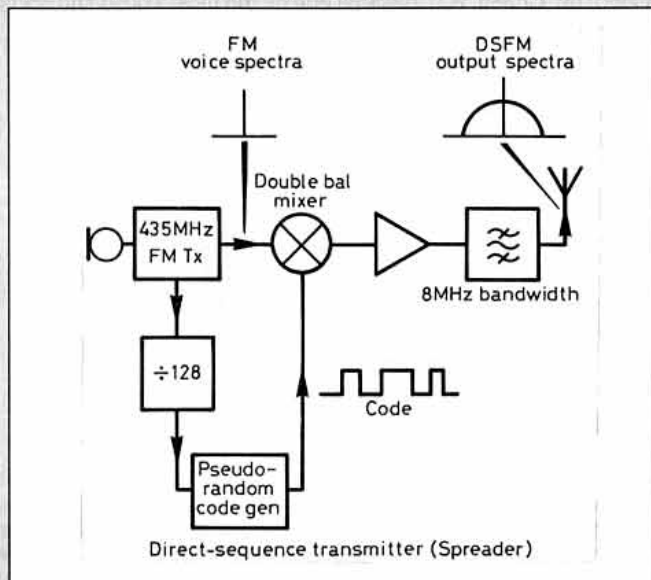 FM
voice spectra
DSFM
output spectra
Double bal
mixer
435MHz
FM Tx
8MHz bandwidth
÷128
Code
Pseudo-
random
code gen
Direct-sequence transmitter (Spreader)